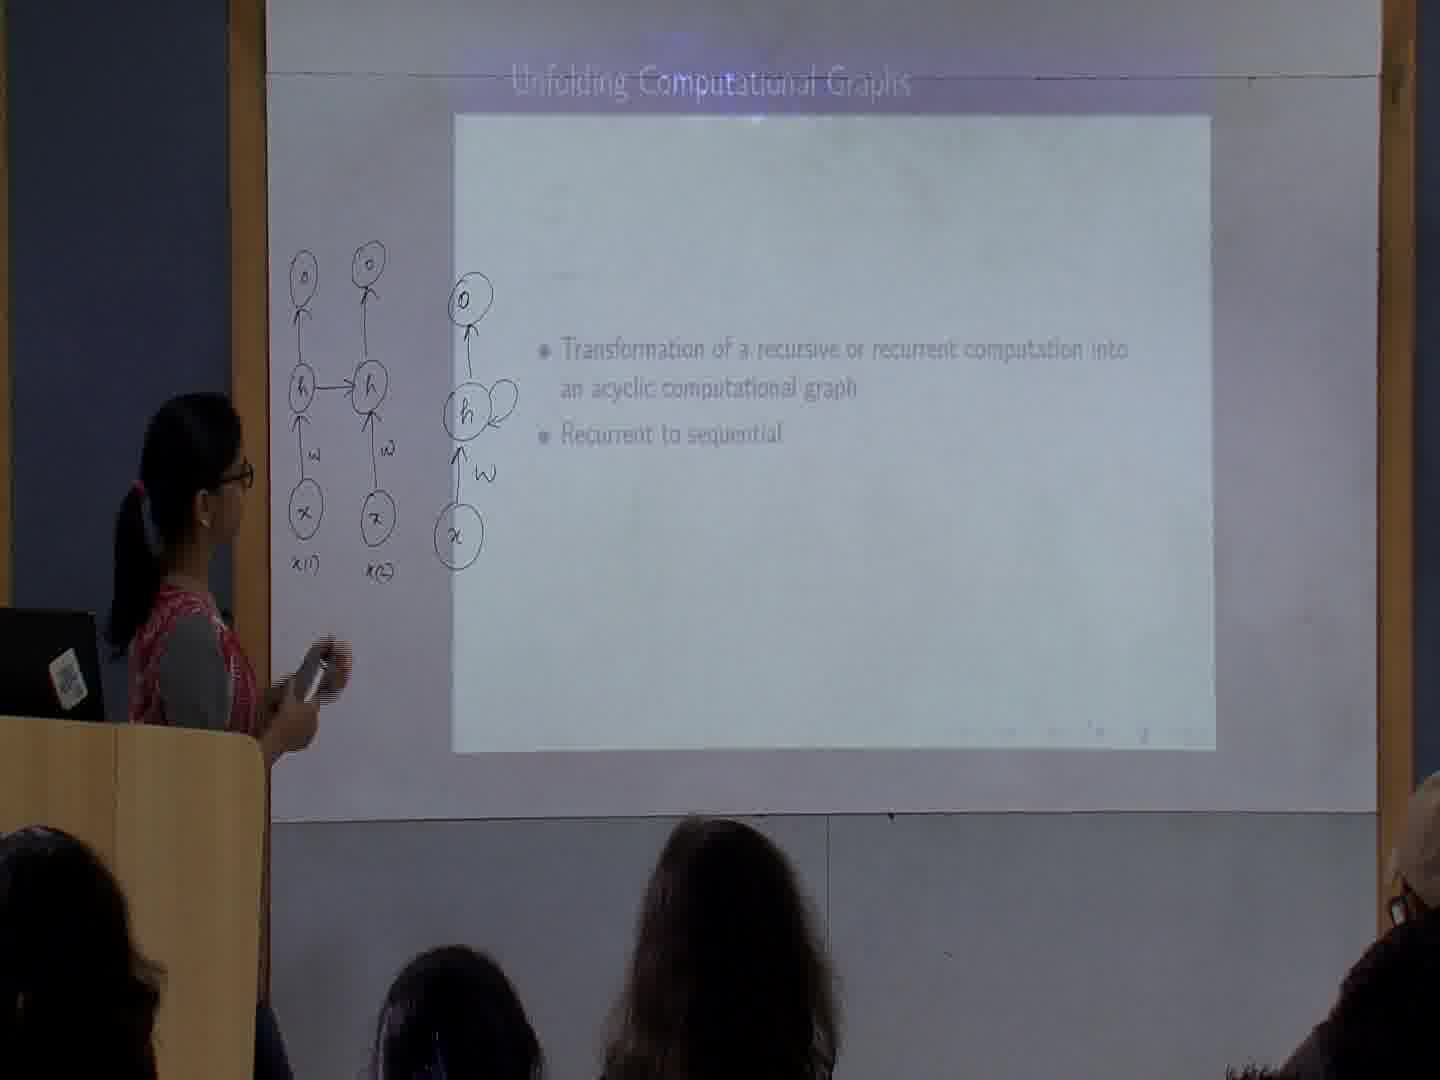 Unfolding Computational Graphs
• Transformation of a recursive or recurrent computation into
an acyclic computational graph
• Recurrent to sequential
o o o
h h h
w w w
x x x
x(1) x(2)